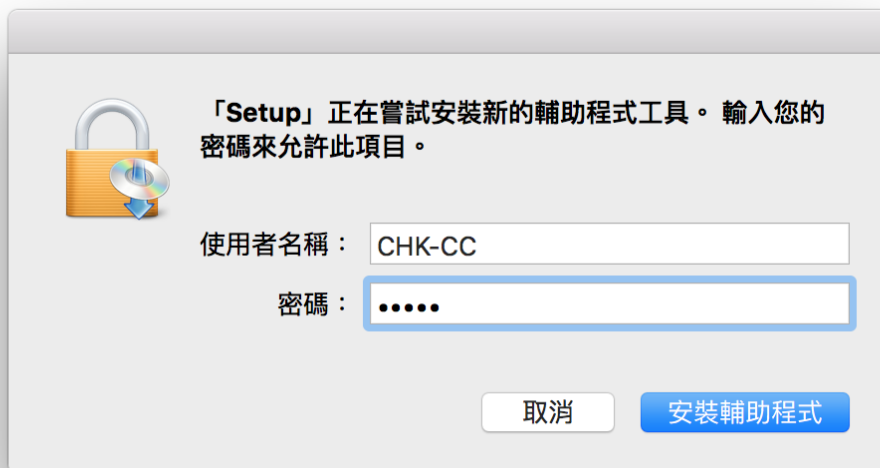 「Setup」正在嘗試安裝新的輔助程式工具。 輸入您的
密碼來允許此項目。
使用者名稱： CHK-CC
密碼： •••••
取消 安裝輔助程式